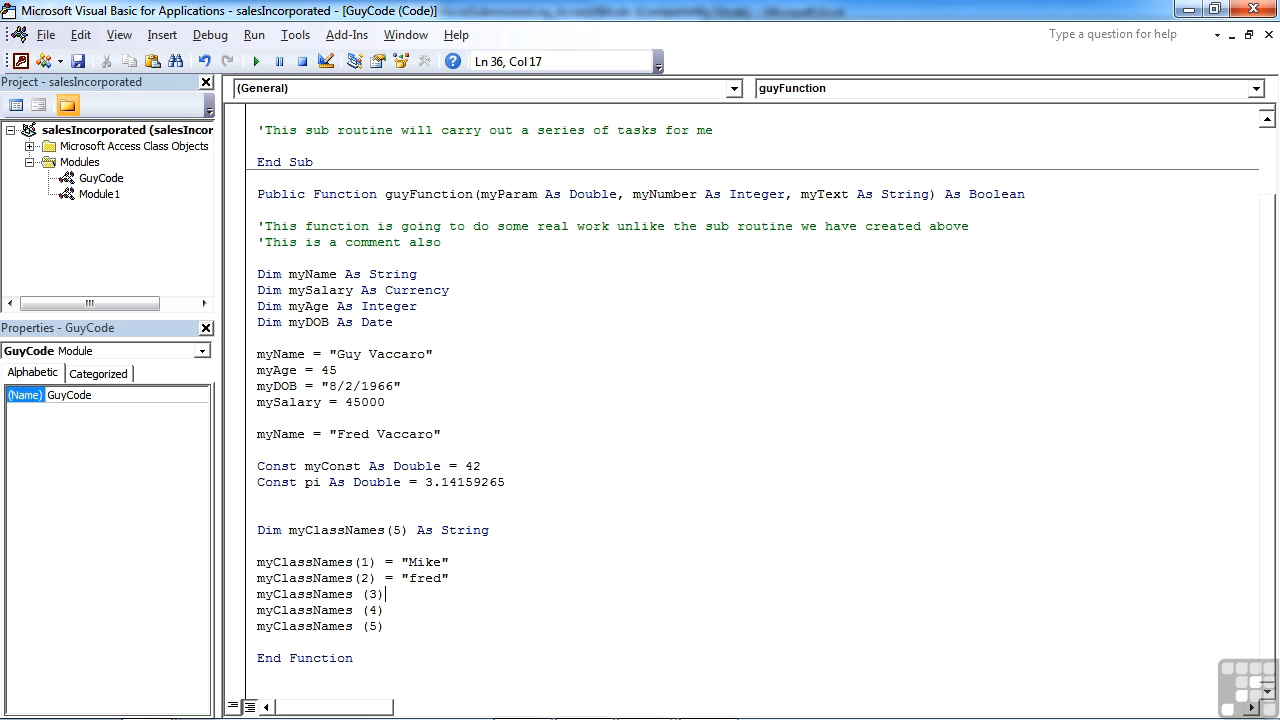 Microsoft Visual Basic for Applications - salesIncorporated - [GuyCode (Code)]
File Edit View Insert Debug Run Tools Add-Ins Window Help
Type a question for help
Ln 36, Col 17
Project - salesIncorporated
(General)
guyFunction
salesIncorporated (salesIncor
Microsoft Access Class Objects
Modules
GuyCode
Module1
Properties - GuyCode
GuyCode Module
Alphabetic Categorized
(Name) GuyCode
'This sub routine will carry out a series of tasks for me
End Sub
Public Function guyFunction(myParam As Double, myNumber As Integer, myText As String) As Boolean
'This function is going to do some real work unlike the sub routine we have created above
'This is a comment also
Dim myName As String
Dim mySalary As Currency
Dim myAge As Integer
Dim myDOB As Date
myName = "Guy Vaccaro"
myAge = 45
myDOB = "8/2/1966"
mySalary = 45000
myName = "Fred Vaccaro"
Const myConst As Double = 42
Const pi As Double = 3.14159265
Dim myClassNames(5) As String
myClassNames(1) = "Mike"
myClassNames(2) = "fred"
myClassNames (3)
myClassNames (4)
myClassNames (5)
End Function